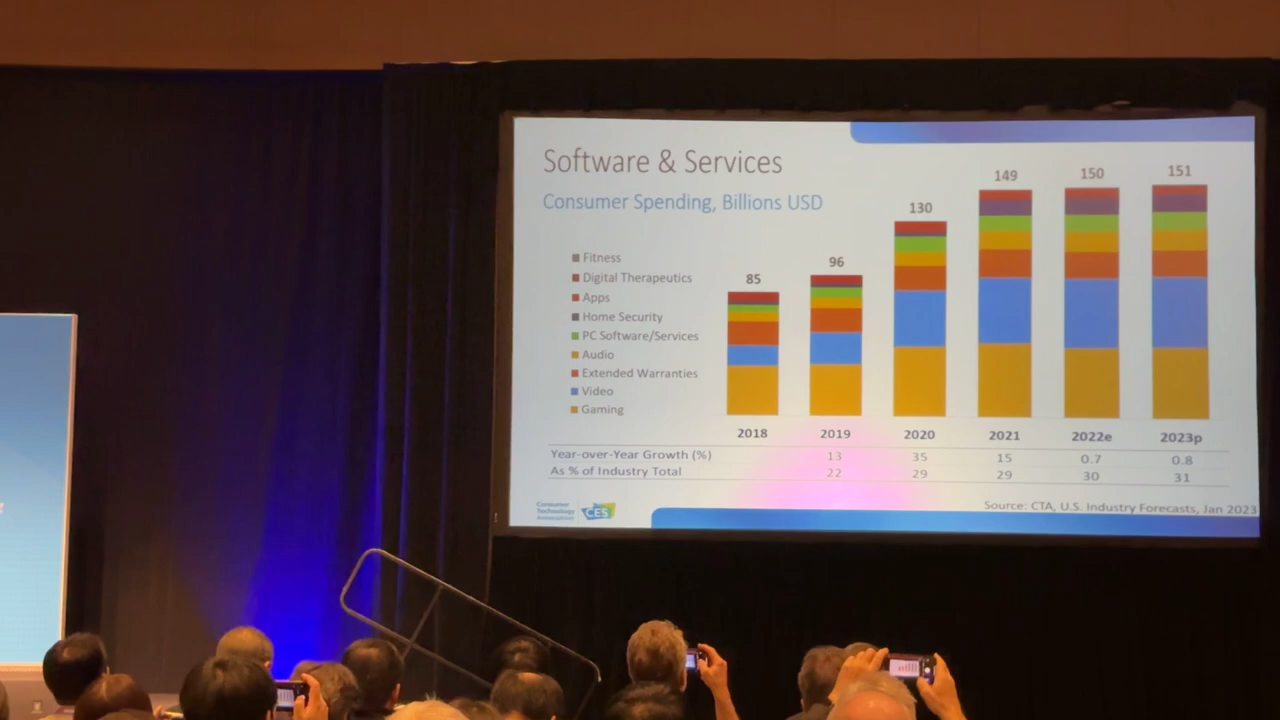 Software & Services
Consumer Spending, Billions USD
Fitness
Digital Therapeutics
Apps
Home Security
PC Software/Services
Audio
Extended Warranties
Video
Gaming
85
96
130
149
150
151
2018 2019 2020 2021 2022e 2023p
Year-over-Year Growth (%) 13 35 15 0.7 0.8
As % of Industry Total 22 29 29 30 31
Consumer
Technology
Association
CES
Source: CTA, U.S. Industry Forecasts, Jan 2023